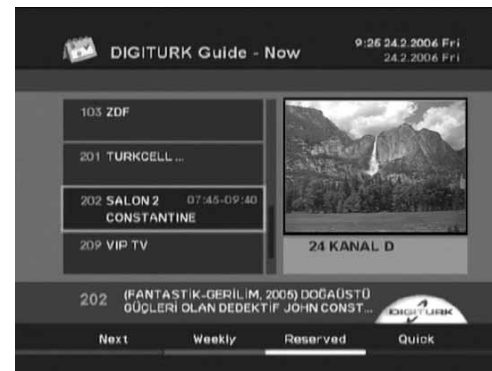 DIGITURK Guide - Now
9:26 24.2.2006 Fri
24.2.2006 Fri
103 ZDF
201 TURKCELL ...
202 SALON 2 07:45-09:40
CONSTANTINE
209 VIP TV
24 KANAL D
202 (FANTASTİK-GERİLİM, 2005) DOĞAÜSTÜ
GÜÇLERİ OLAN DEDEKTİF JOHN CONST...
DIGITURK
Next Weekly Reserved Quick